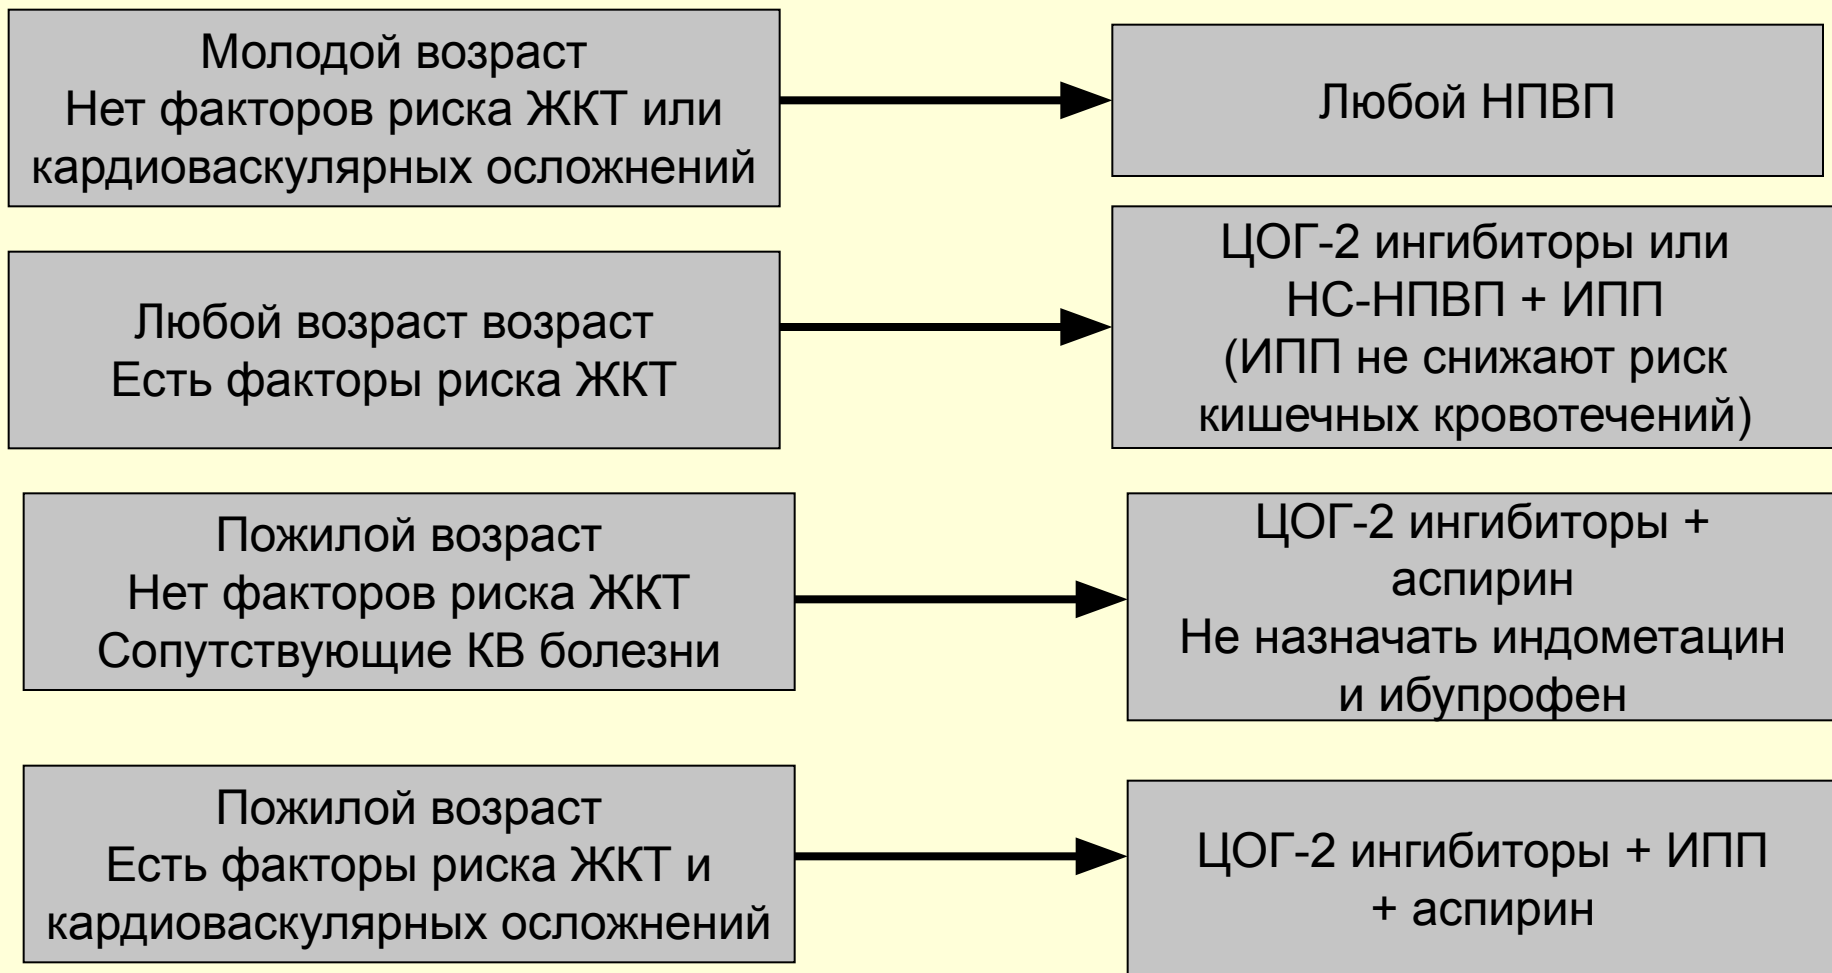 Молодой возраст
Нет факторов риска ЖКТ или
кардиоваскулярных осложнений
Любой НПВП
Любой возраст возраст
Есть факторы риска ЖКТ
ЦОГ-2 ингибиторы или
НС-НПВП + ИПП
(ИПП не снижают риск
кишечных кровотечений)
Пожилой возраст
Нет факторов риска ЖКТ
Сопутствующие КВ болезни
ЦОГ-2 ингибиторы +
аспирин
Не назначать индометацин
и ибупрофен
Пожилой возраст
Есть факторы риска ЖКТ и
кардиоваскулярных осложнений
ЦОГ-2 ингибиторы + ИПП
+ аспирин